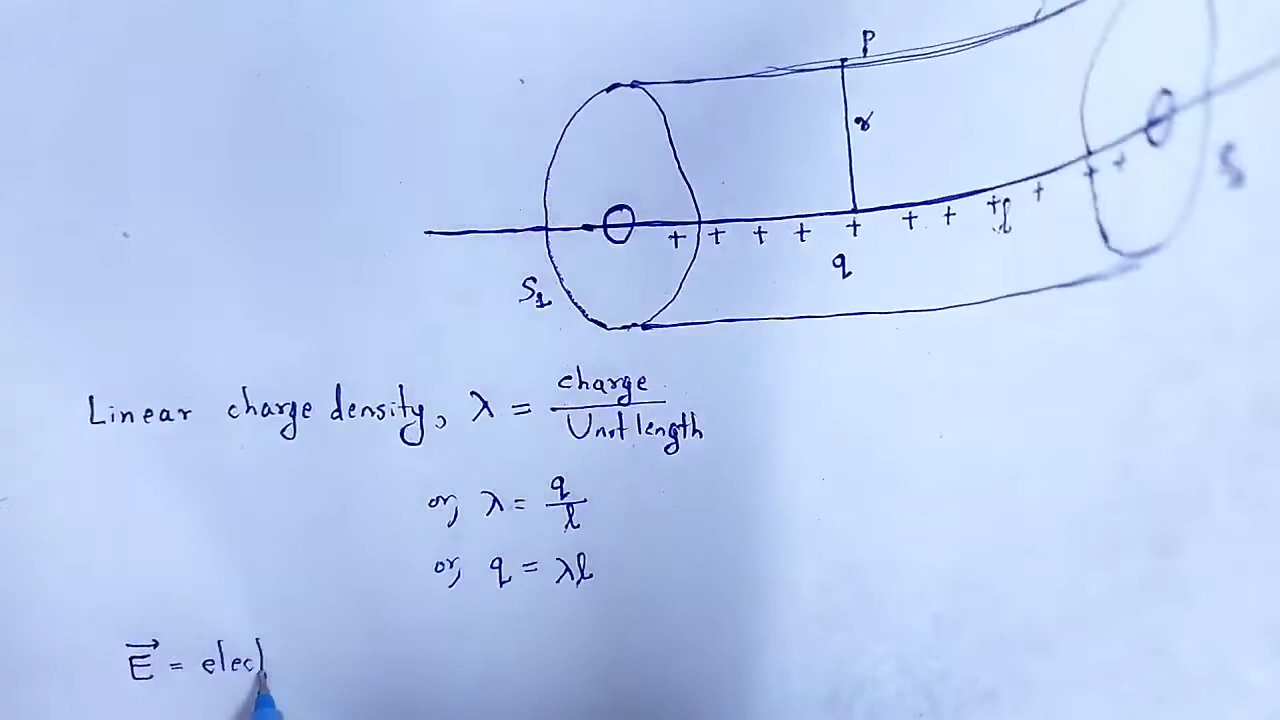 P
r
+ + + + + + + + + + +
l
q
S1
S
Linear charge density, λ = charge / Unit length
or, λ = q / l
or, q = λl
E⃗ = elec